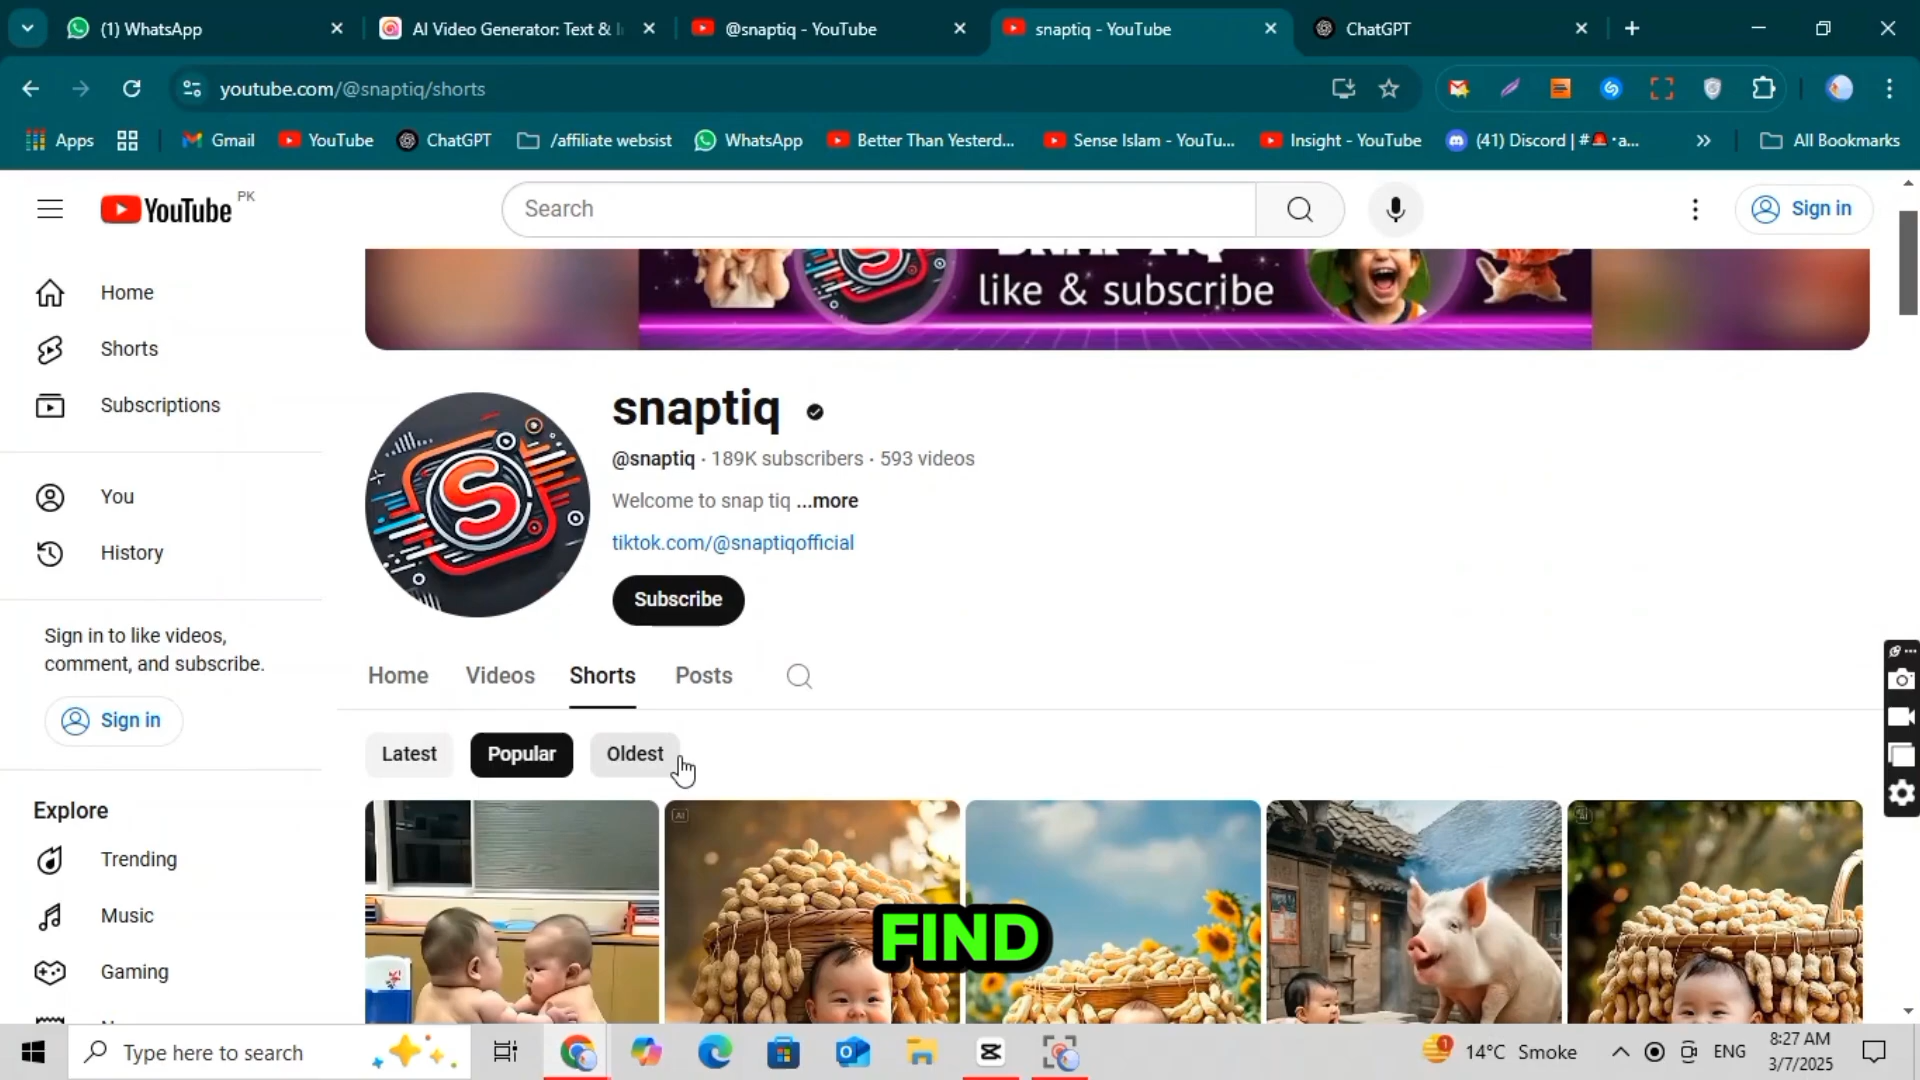 (1) WhatsApp
AI Video Generator: Text & I
@snaptiq - YouTube
snaptiq - YouTube
ChatGPT
youtube.com/@snaptiq/shorts
Apps
Gmail
YouTube
ChatGPT
/affiliate websist
WhatsApp
Better Than Yesterd...
Sense Islam - YouTu...
Insight - YouTube
(41) Discord | #🚨・a...
All Bookmarks
YouTube PK
Search
Sign in
like & subscribe
Home
Shorts
Subscriptions
You
History
Sign in to like videos,
comment, and subscribe.
Sign in
Explore
Trending
Music
Gaming
snaptiq
@snaptiq · 189K subscribers · 593 videos
Welcome to snap tiq ...more
tiktok.com/@snaptiqofficial
Subscribe
Home
Videos
Shorts
Posts
Latest
Popular
Oldest
AI
FIND
Type here to search
14°C Smoke
ENG
8:27 AM
3/7/2025